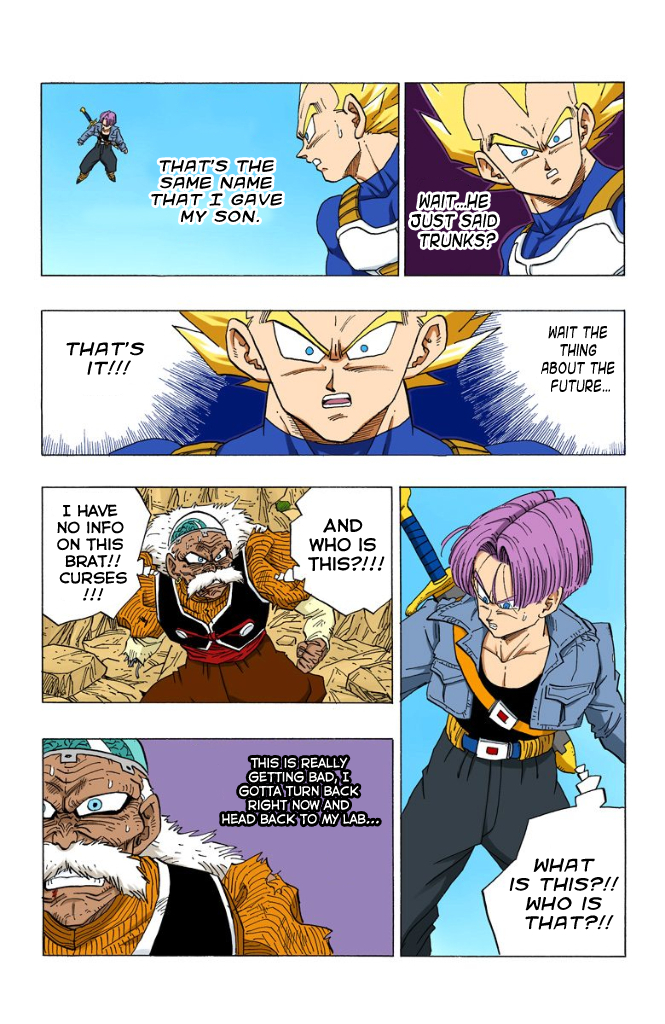 WAIT...HE
JUST SAID
TRUNKS?
THAT'S THE
SAME NAME
THAT I GAVE
MY SON.
WAIT THE
THING
ABOUT THE
FUTURE...
THAT'S
IT!!!
WHAT
IS THIS?!!
WHO IS
THAT?!!
AND
WHO IS
THIS?!!!
I HAVE
NO INFO
ON THIS
BRAT!!
CURSES
!!!
THIS IS REALLY
GETTING BAD, I
GOTTA TURN BACK
RIGHT NOW AND
HEAD BACK TO MY LAB...